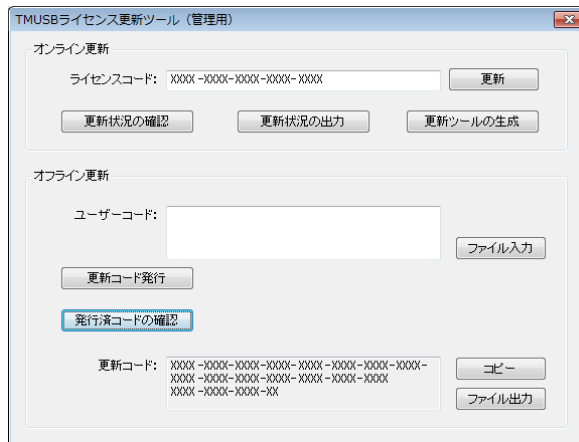 TMUSBライセンス更新ツール（管理用）
オンライン更新
ライセンスコード: XXXX-XXXX-XXXX-XXXX-XXXX 更新
更新状況の確認 更新状況の出力 更新ツールの生成
オフライン更新
ユーザーコード:
ファイル入力
更新コード発行
発行済コードの確認
更新コード: XXXX-XXXX-XXXX-XXXX-XXXX-XXXX-XXXX-XXXX- コピー
XXXX-XXXX-XXXX-XXXX-XXXX-XXXX-XXXX
XXXX-XXXX-XXXX-XX ファイル出力